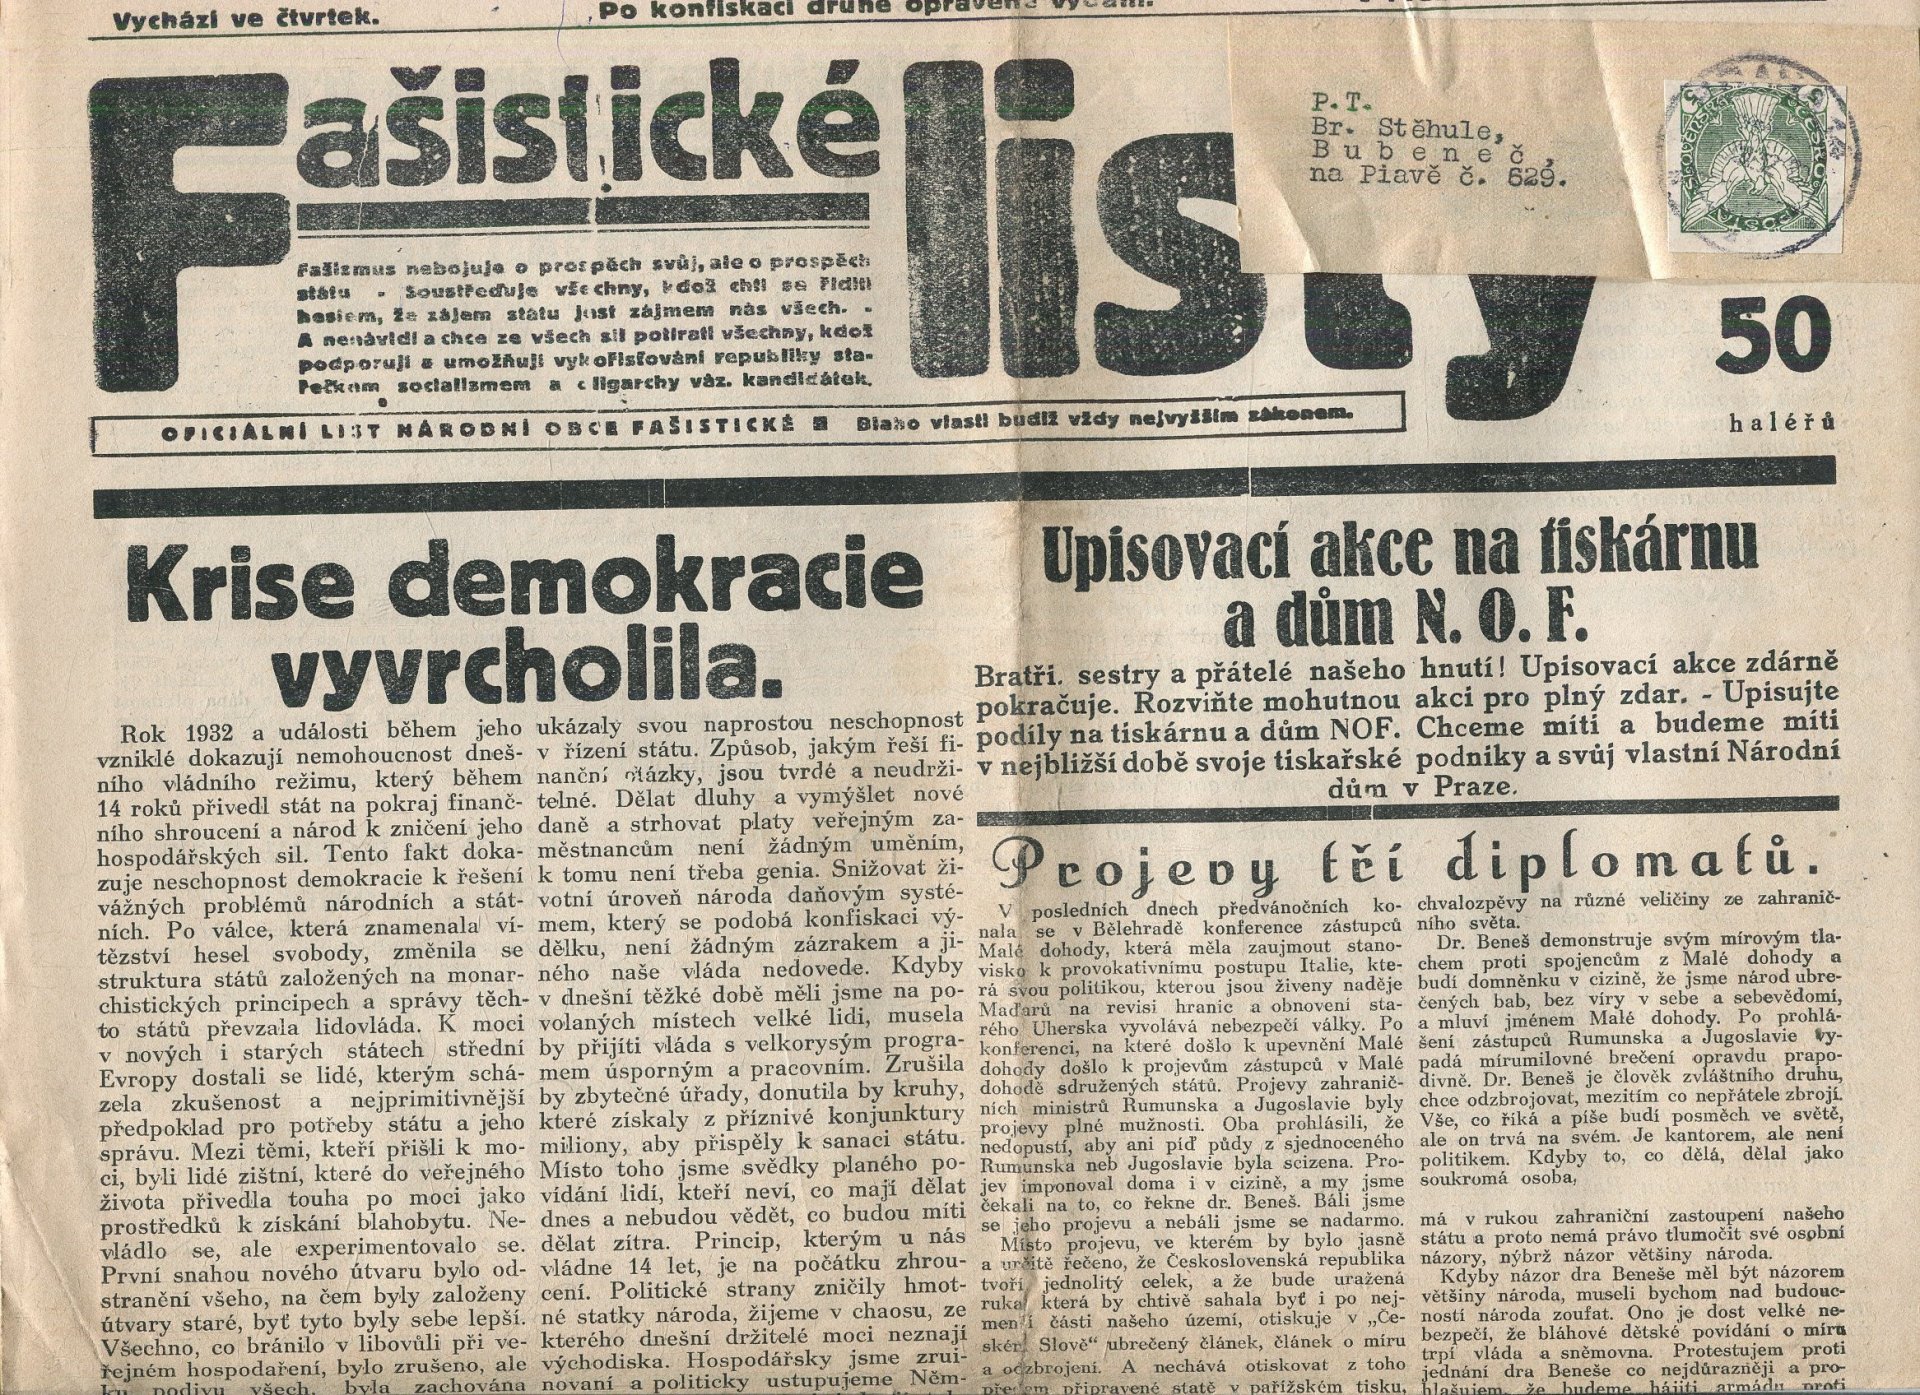 Vychází ve čtvrtek.
Po konfiskaci druhé opravené vydání.
Fašistické listy
P.T.
Br. Stěhule,
Bubeneč,
na Piavě č. 629.
Fašizmus nebojuje o prospěch svůj, ale o prospěch
státu - Soustřeďuje všechny, kdož chtí se říditi
heslem, že zájem státu jest zájmem nás všech. -
A nenávidí a chce ze všech sil potírati všechny, kdož
podporují a umožňují vykořisťování republiky sta-
řečkem socialismem a oligarchy váz. kandidátek.
50
haléřů
OFICIÁLNÍ LIST NÁRODNÍ OBCE FAŠISTICKÉ Blaho vlasti budiž vždy nejvyšším zákonem.
Krise demokracie
vyvrcholila.
Rok 1932 a události během jeho
vzniklé dokazují nemohoucnost dneš-
ního vládního režimu, který během
14 roků přivedl stát na pokraj finanč-
ního shroucení a národ k zničení jeho
hospodářských sil. Tento fakt doka-
zuje neschopnost demokracie k řešení
vážných problémů národních a stát-
ních. Po válce, která znamenala ví-
tězství hesel svobody, změnila se
struktura států založených na monar-
chistických principech a správy těch-
to států převzala lidovláda. K moci
v nových i starých státech střední
Evropy dostali se lidé, kterým schá-
zela zkušenost a nejprimitivnější
předpoklad pro potřeby státu a jeho
správu. Mezi těmi, kteří přišli k mo-
ci, byli lidé zištní, které do veřejného
života přivedla touha po moci jako
prostředků k získání blahobytu. Ne-
vládlo se, ale experimentovalo se.
První snahou nového útvaru bylo od-
stranění všeho, na čem byly založeny
útvary staré, byť tyto byly sebe lepší.
Všechno, co bránilo v libovůli při ve-
řejném hospodaření, bylo zrušeno, ale
ku podivu všech, byla zachována
ukázaly svou naprostou neschopnost
v řízení státu. Způsob, jakým řeší fi-
nanční otázky, jsou tvrdé a neudrži-
telné. Dělat dluhy a vymýšlet nové
daně a strhovat platy veřejným za-
městnancům není žádným uměním,
k tomu není třeba genia. Snižovat ži-
votní úroveň národa daňovým systé-
mem, který se podobá konfiskaci vý-
dělku, není žádným zázrakem a ji-
ného naše vláda nedovede. Kdyby
v dnešní těžké době měli jsme na po-
volaných místech velké lidi, musela
by přijíti vláda s velkorysým progra-
mem úsporným a pracovním. Zrušila
by zbytečné úřady, donutila by kruhy,
které získaly z příznivé konjunktury
miliony, aby přispěly k sanaci státu.
Místo toho jsme svědky planého po-
vídání lidí, kteří neví, co mají dělat
dnes a nebudou vědět, co budou míti
dělat zítra. Princip, kterým u nás
vládne 14 let, je na počátku zhrou-
cení. Politické strany zničily hmot-
né statky národa, žijeme v chaosu, ze
kterého dnešní držitelé moci neznají
východiska. Hospodářsky jsme zrui-
novaní a politicky ustupujeme Něm-
Upisovací akce na tiskárnu
a dům N. O. F.
Bratři, sestry a přátelé našeho hnutí! Upisovací akce zdárně
pokračuje. Rozviňte mohutnou akci pro plný zdar. - Upisujte
podíly na tiskárnu a dům NOF. Chceme míti a budeme míti
v nejbližší době svoje tiskařské podniky a svůj vlastní Národní
dům v Praze.
Projevy tří diplomatů.
V posledních dnech předvánočních ko-
nala se v Bělehradě konference zástupců
Malé dohody, která měla zaujmout stano-
visko k provokativnímu postupu Italie, kte-
rá svou politikou, kterou jsou živeny naděje
Maďarů na revisi hranic a obnovení sta-
rého Uherska vyvolává nebezpečí války. Po
konferenci, na které došlo k upevnění Malé
dohody došlo k projevům zástupců v Malé
dohodě sdružených států. Projevy zahranič-
ních ministrů Rumunska a Jugoslavie byly
projevy plné mužnosti. Oba prohlásili, že
nedopustí, aby ani píď půdy z sjednoceného
Rumunska neb Jugoslavie byla scizena. Pro-
jev imponoval doma i v cizině, a my jsme
čekali na to, co řekne dr. Beneš. Báli jsme
se jeho projevu a nebáli jsme se nadarmo.
Místo projevu, ve kterém by bylo jasně
a určitě řečeno, že Československá republika
tvoří jednolitý celek, a že bude uražená
ruka, která by chtivě sahala byť i po nej-
menší části našeho území, otiskuje v „Če-
ském Slově“ ubrečený článek, článek o míru
a odzbrojení. A nechává otiskovat z toho
předem připravené statě v pařížském tisku,
chvalozpěvy na různé veličiny ze zahranič-
ního světa.
Dr. Beneš demonstruje svým mírovým tla-
chem proti spojencům z Malé dohody a
budí domněnku v cizině, že jsme národ ubre-
čených bab, bez víry v sebe a sebevědomí,
a mluví jménem Malé dohody. Po prohlá-
šení zástupců Rumunska a Jugoslavie vy-
padá mírumilovné brečení opravdu prapo-
divně. Dr. Beneš je člověk zvláštního druhu,
chce odzbrojovat, mezitím co nepřátele zbrojí.
Vše, co říká a píše budí posměch ve světě,
ale on trvá na svém. Je kantorem, ale není
politikem. Kdyby to, co dělá, dělal jako
soukromá osoba,
má v rukou zahraniční zastoupení našeho
státu a proto nemá právo tlumočit své osobní
názory, nýbrž názor většiny národa.
Kdyby názor dra Beneše měl být názorem
většiny národa, museli bychom nad budouc-
ností národa zoufat. Ono je dost velké ne-
bezpečí, že bláhové dětské povídání o míru
trpí vláda a sněmovna. Protestujem proti
jednání dra Beneše co nejdůrazněji a pro-
hlašujem, že budeme hájiti armádu proti